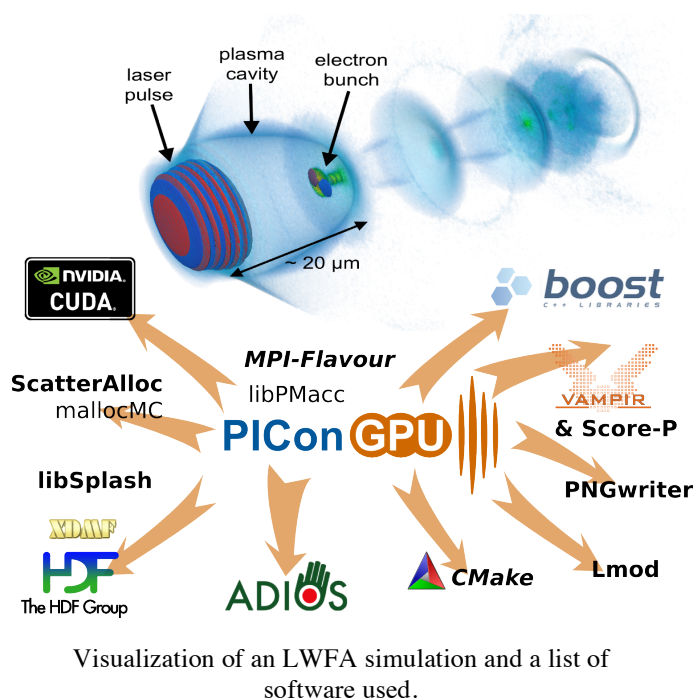 plasma
cavity
electron
bunch
laser
pulse
~ 20 µm
NVIDIA.
CUDA.
boost
C++ LIBRARIES
MPI-Flavour
ScatterAlloc
libPMacc
mallocMC
VAMPIR
PIConGPU
& Score-P
libSplash
PNGwriter
XDMF
HDF
The HDF Group
ADIOS
CMake
Lmod
Visualization of an LWFA simulation and a list of
software used.